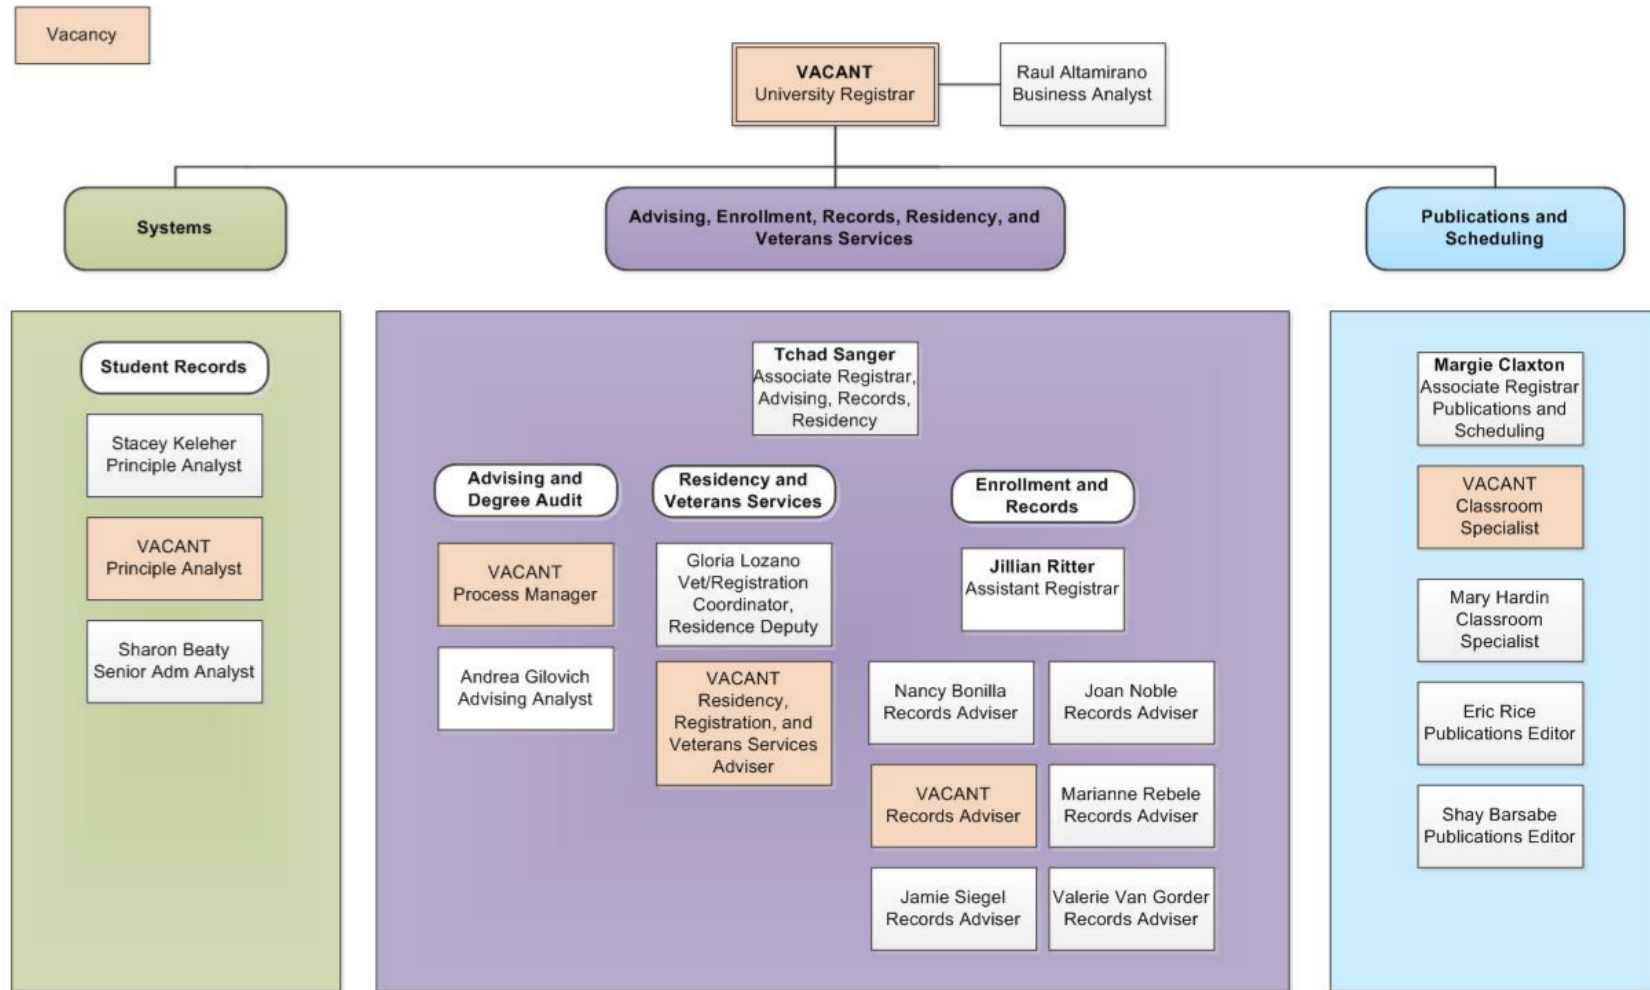 Vacancy
VACANT
University Registrar
Raul Altamirano
Business Analyst
Systems
Advising, Enrollment, Records, Residency, and
Veterans Services
Publications and
Scheduling
Student Records
Stacey Keleher
Principle Analyst
VACANT
Principle Analyst
Sharon Beaty
Senior Adm Analyst
Tchad Sanger
Associate Registrar,
Advising, Records,
Residency
Advising and
Degree Audit
VACANT
Process Manager
Andrea Gilovich
Advising Analyst
Residency and
Veterans Services
Gloria Lozano
Vet/Registration
Coordinator,
Residence Deputy
VACANT
Residency,
Registration, and
Veterans Services
Adviser
Enrollment and
Records
Jillian Ritter
Assistant Registrar
Nancy Bonilla
Records Adviser
Joan Noble
Records Adviser
VACANT
Records Adviser
Marianne Rebele
Records Adviser
Jamie Siegel
Records Adviser
Valerie Van Gorder
Records Adviser
Margie Claxton
Associate Registrar
Publications and
Scheduling
VACANT
Classroom
Specialist
Mary Hardin
Classroom
Specialist
Eric Rice
Publications Editor
Shay Barsabe
Publications Editor